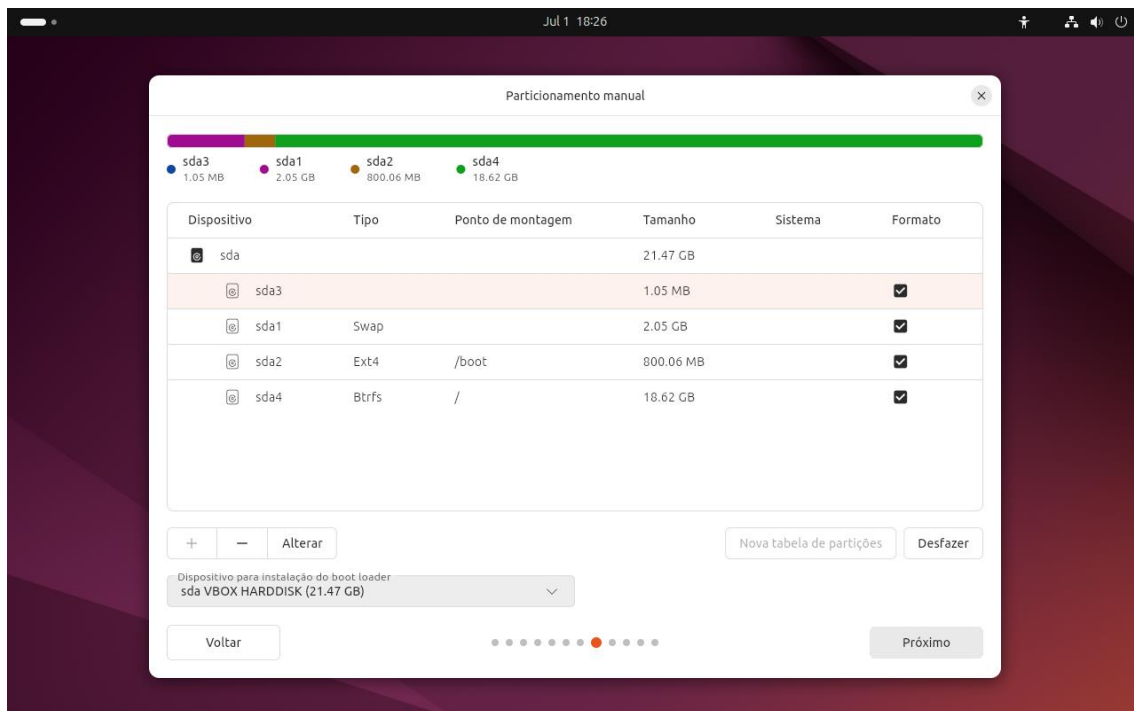 Jul 1 18:26
Particionamento manual
sda3 sda1 sda2 sda4
1.05 MB 2.05 GB 800.06 MB 18.62 GB
Dispositivo Tipo Ponto de montagem Tamanho Sistema Formato
sda 21.47 GB
sda3 1.05 MB
sda1 Swap 2.05 GB
sda2 Ext4 /boot 800.06 MB
sda4 Btrfs / 18.62 GB
+ − Alterar Nova tabela de partições Desfazer
Dispositivo para instalação do boot loader
sda VBOX HARDDISK (21.47 GB)
Voltar Próximo